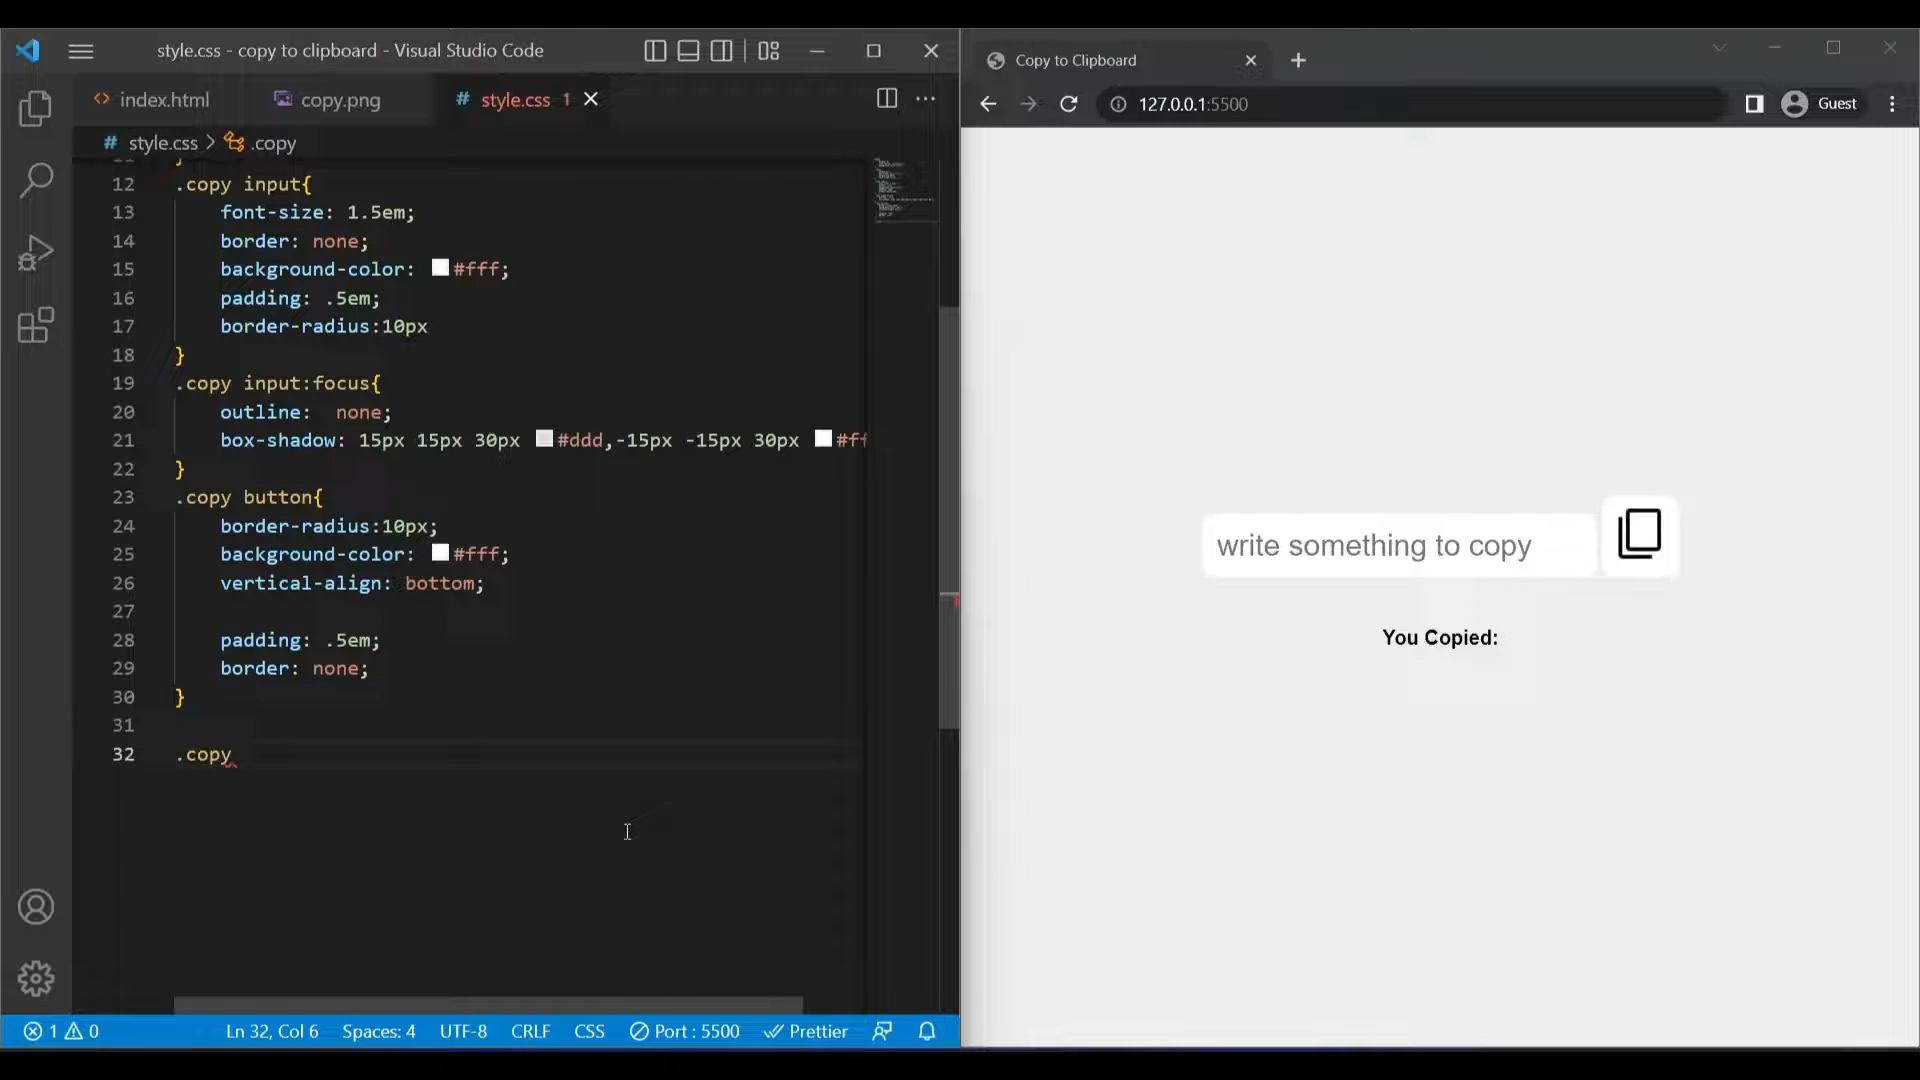 style.css - copy to clipboard - Visual Studio Code
index.html
copy.png
style.css 1
# style.css > .copy
12 .copy input{
13 font-size: 1.5em;
14 border: none;
15 background-color: #fff;
16 padding: .5em;
17 border-radius:10px
18 }
19 .copy input:focus{
20 outline:  none;
21 box-shadow: 15px 15px 30px #ddd,-15px -15px 30px
22 }
23 .copy button{
24 border-radius:10px;
25 background-color: #fff;
26 vertical-align: bottom;
27
28 padding: .5em;
29 border: none;
30 }
31
32 .copy
1 0
Ln 32, Col 6
Spaces: 4
UTF-8
CRLF
CSS
Port : 5500
Prettier
Copy to Clipboard
127.0.0.1:5500
Guest
write something to copy
You Copied: